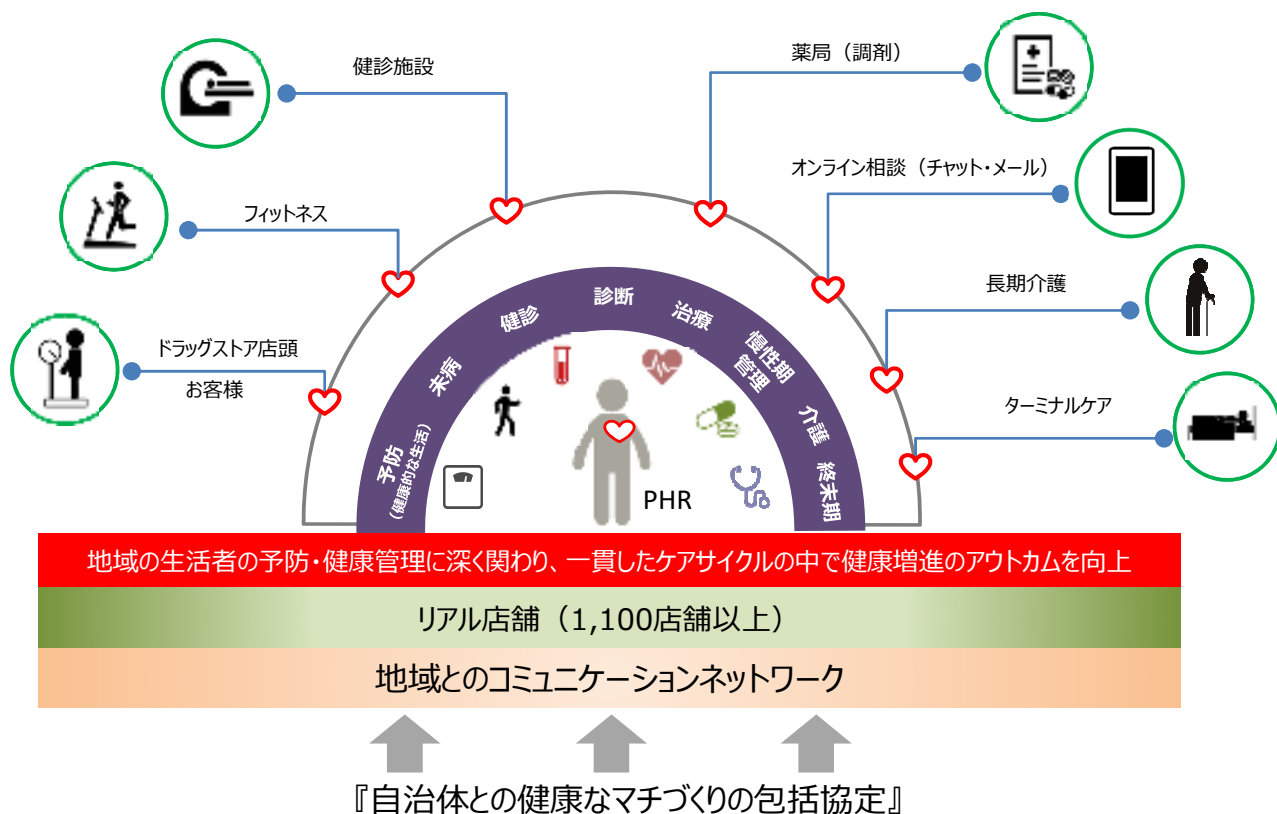 健診施設
薬局（調剤）
フィットネス
オンライン相談（チャット・メール）
ドラッグストア店頭
お客様
長期介護
ターミナルケア
予防
（健康的な生活）
未病
健診
診断
治療
慢性期
管理
介護
終末期
PHR
地域の生活者の予防・健康管理に深く関わり、一貫したケアサイクルの中で健康増進のアウトカムを向上
リアル店舗（1,100店舗以上）
地域とのコミュニケーションネットワーク
『自治体との健康なマチづくりの包括協定』